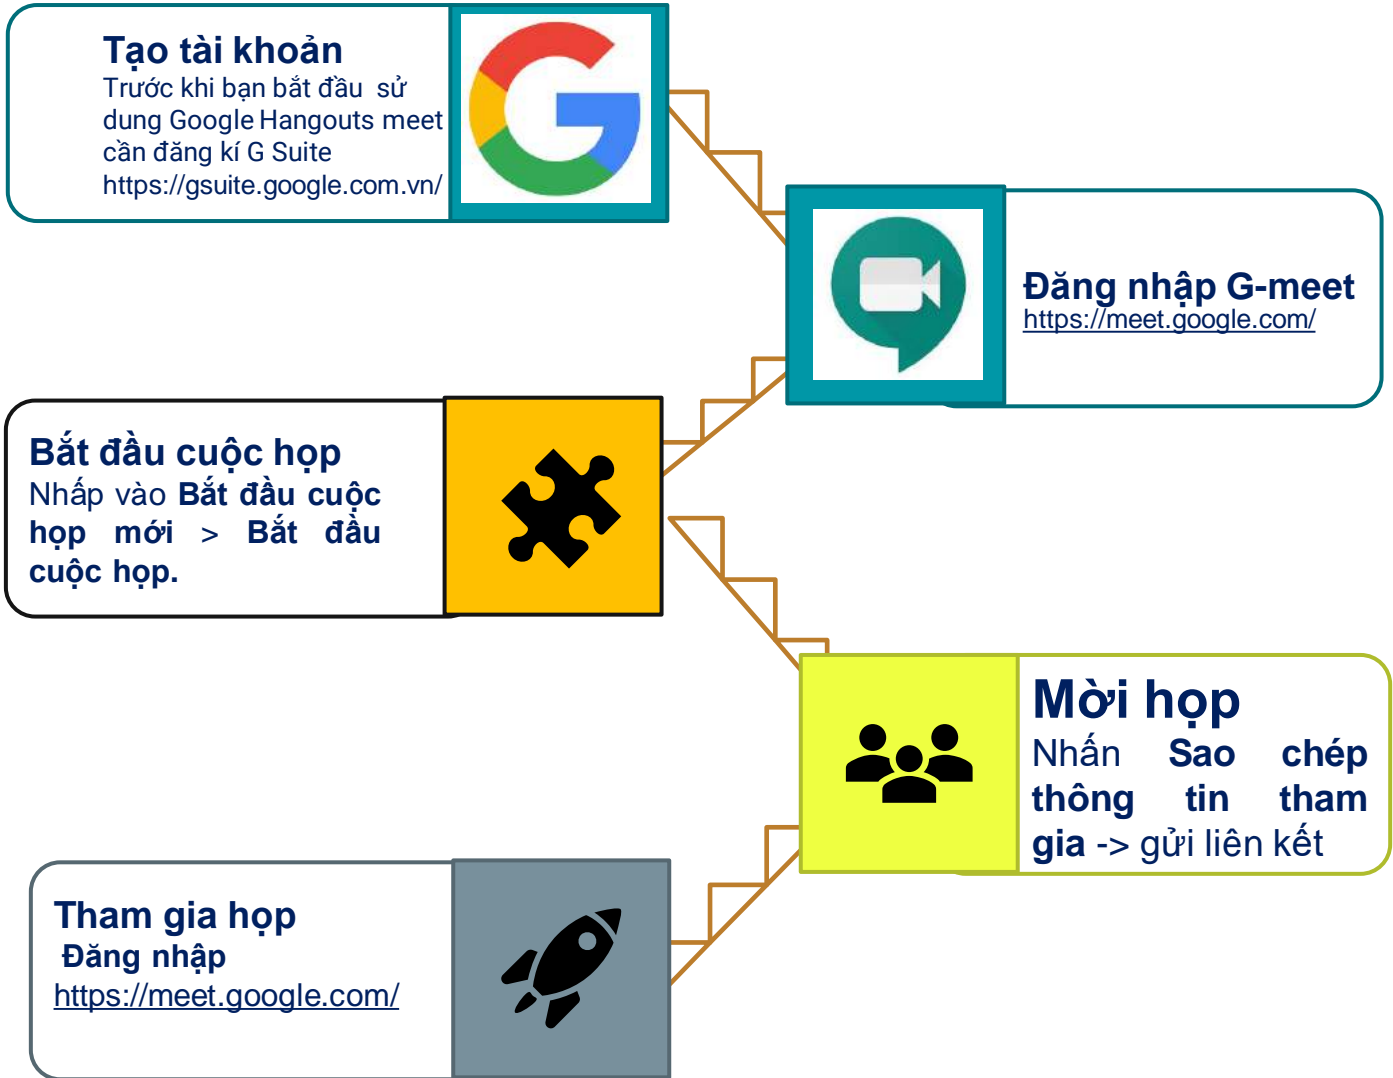 Tạo tài khoản
Trước khi bạn bắt đầu sử
dung Google Hangouts meet
cần đăng kí G Suite
https://gsuite.google.com.vn/
Đăng nhập G-meet
https://meet.google.com/
Bắt đầu cuộc họp
Nhấp vào Bắt đầu cuộc
họp mới > Bắt đầu
cuộc họp.
Mời họp
Nhấn Sao chép
thông tin tham
gia -> gửi liên kết
Tham gia họp
Đăng nhập
https://meet.google.com/